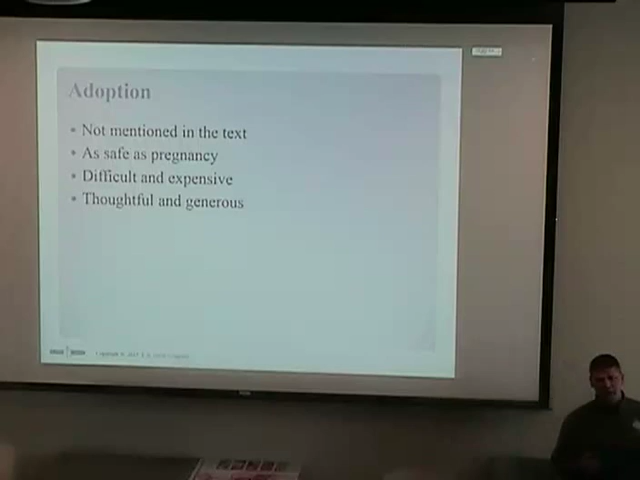 Adoption
• Not mentioned in the text
• As safe as pregnancy
• Difficult and expensive
• Thoughtful and generous